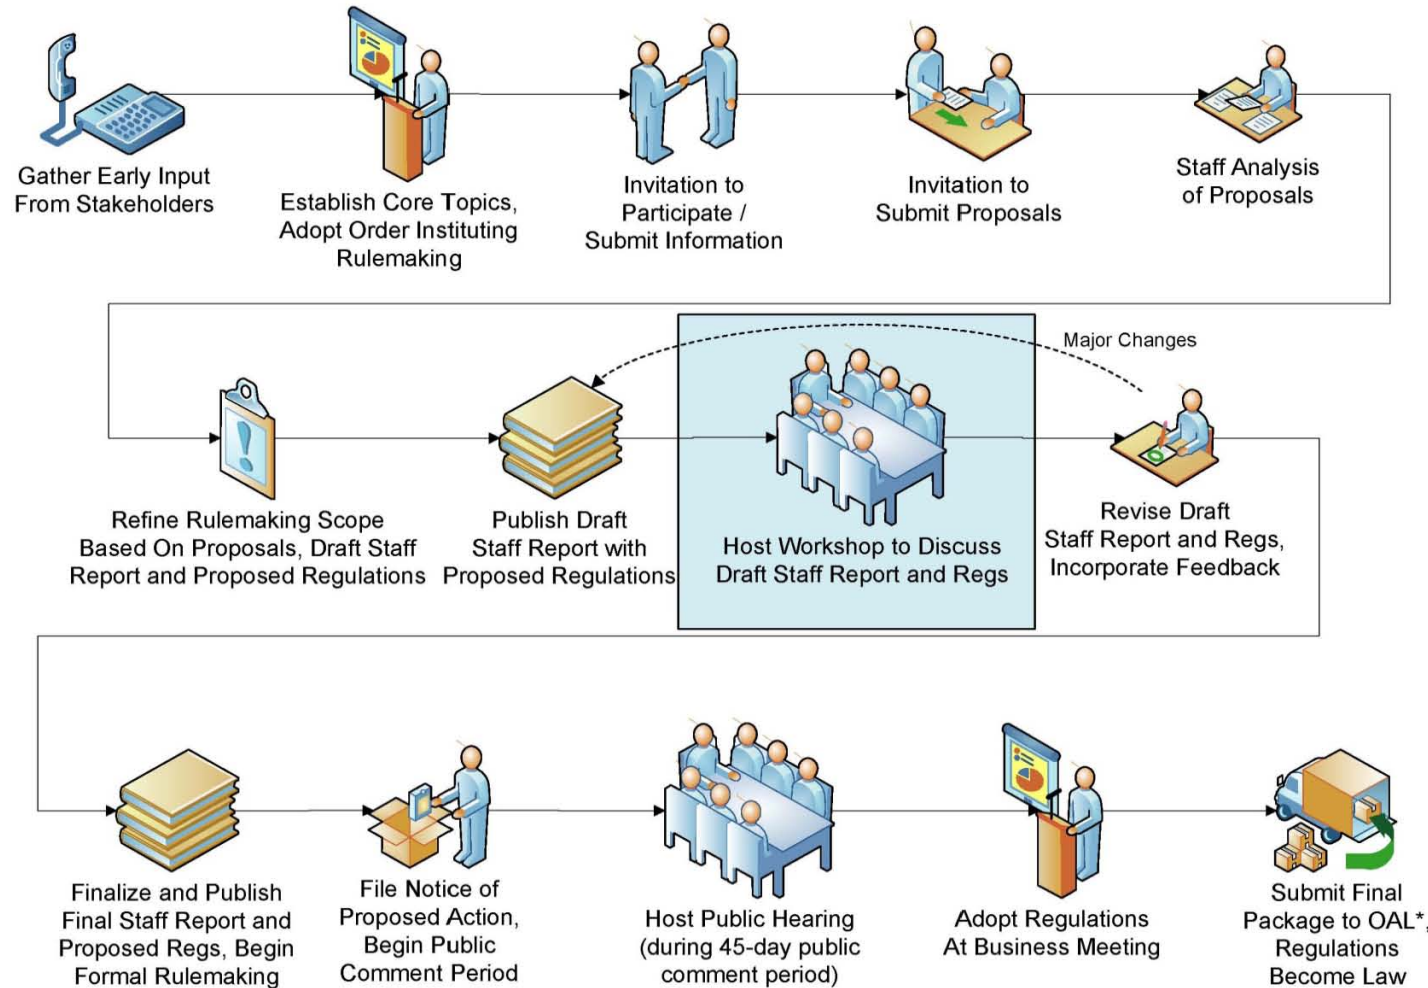 Gather Early Input
From Stakeholders
Establish Core Topics,
Adopt Order Instituting
Rulemaking
Invitation to
Participate /
Submit Information
Invitation to
Submit Proposals
Staff Analysis
of Proposals
Major Changes
Refine Rulemaking Scope
Based On Proposals, Draft Staff
Report and Proposed Regulations
Publish Draft
Staff Report with
Proposed Regulations
Host Workshop to Discuss
Draft Staff Report and Regs
Revise Draft
Staff Report and Regs,
Incorporate Feedback
Finalize and Publish
Final Staff Report and
Proposed Regs, Begin
Formal Rulemaking
File Notice of
Proposed Action,
Begin Public
Comment Period
Host Public Hearing
(during 45-day public
comment period)
Adopt Regulations
At Business Meeting
Submit Final
Package to OAL*,
Regulations
Become Law